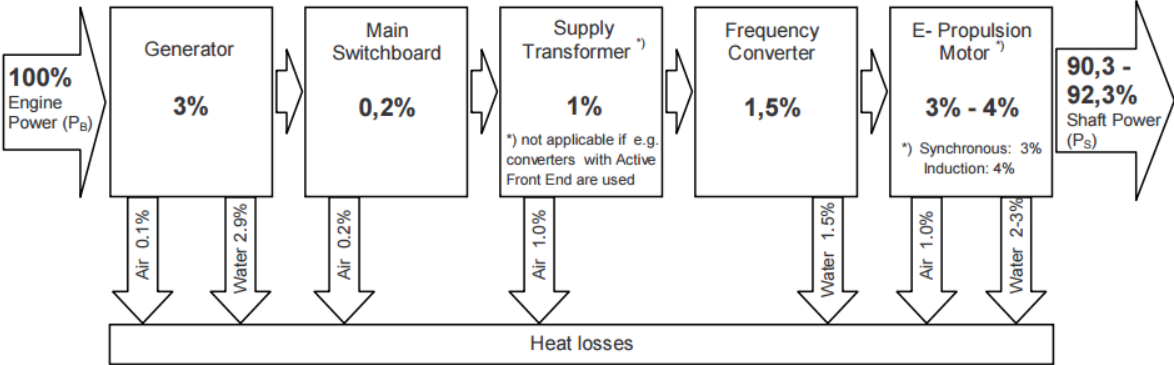 100%
Engine
Power (PB)
Generator
3%
Main
Switchboard
0,2%
Supply
Transformer *)
1%
*) not applicable if e.g.
converters with Active
Front End are used
Frequency
Converter
1,5%
E- Propulsion
Motor *)
3% - 4%
*) Synchronous: 3%
Induction: 4%
90,3 -
92,3%
Shaft Power
(PS)
Air 0.1%
Water 2.9%
Air 0.2%
Air 1.0%
Water 1.5%
Air 1.0%
Water 2-3%
Heat losses